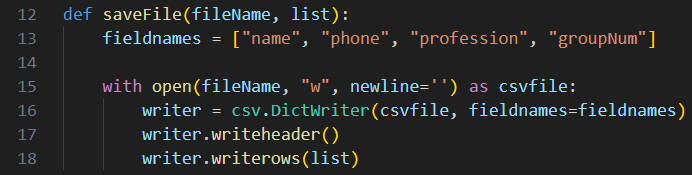 12 def saveFile(fileName, list):
13     fieldnames = ["name", "phone", "profession", "groupNum"]
14
15     with open(fileName, "w", newline='') as csvfile:
16         writer = csv.DictWriter(csvfile, fieldnames=fieldnames)
17         writer.writeheader()
18         writer.writerows(list)